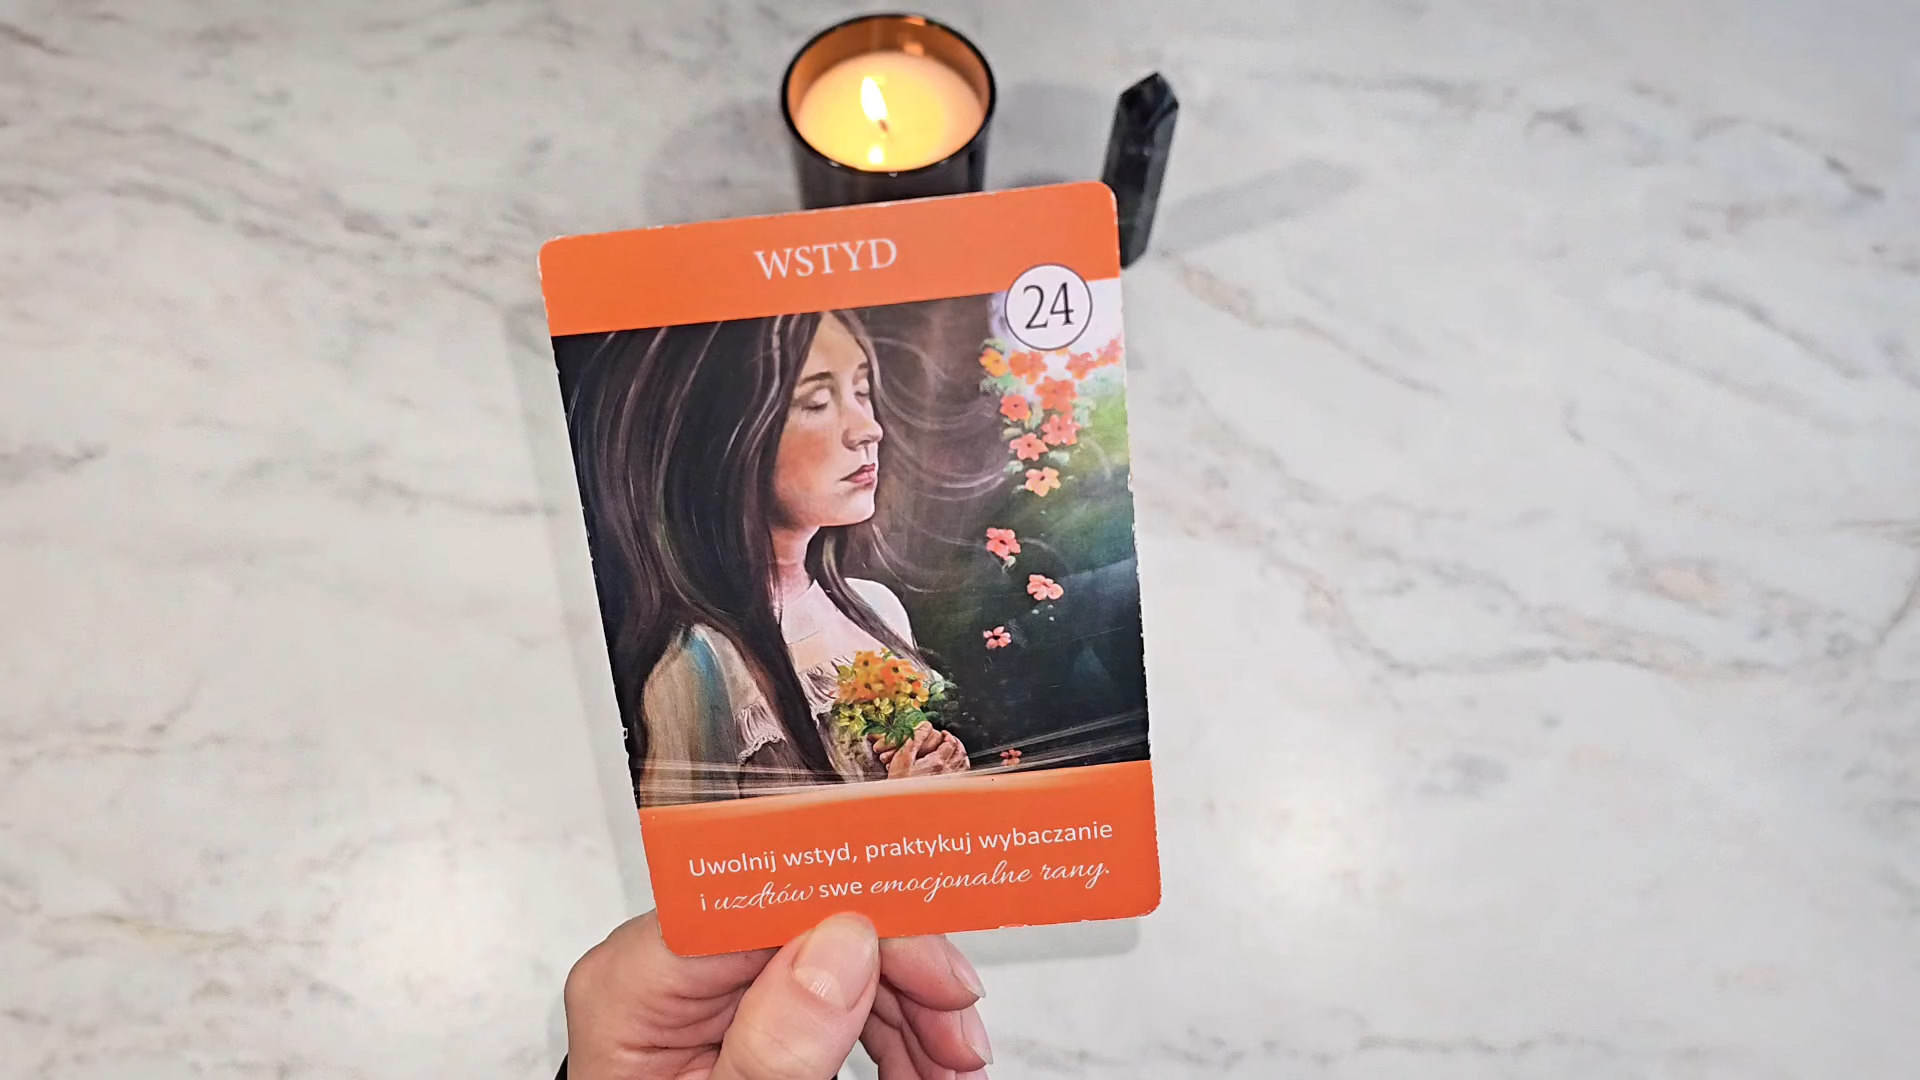 WSTYD
24
Uwolnij wstyd, praktykuj wybaczanie
i uzdrów swe emocjonalne rany.